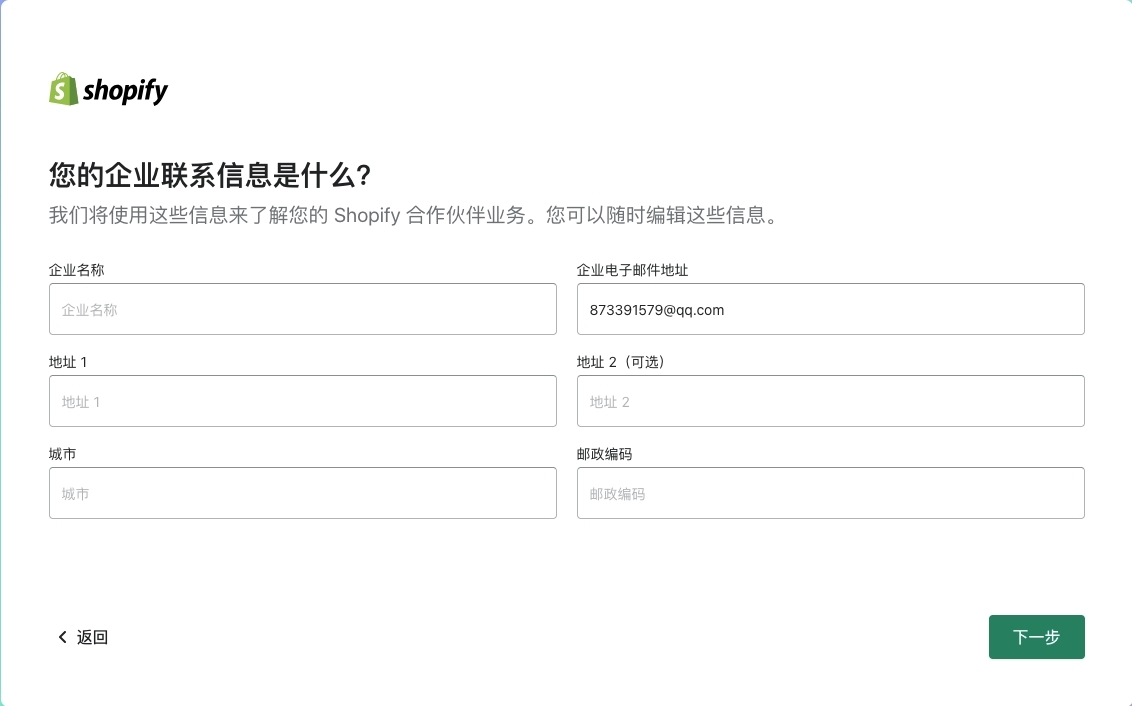 shopify
您的企业联系信息是什么?
我们将使用这些信息来了解您的 Shopify 合作伙伴业务。您可以随时编辑这些信息。
企业名称
企业电子邮件地址
企业名称
873391579@qq.com
地址 1
地址 2（可选）
地址 1
地址 2
城市
邮政编码
城市
邮政编码
返回
下一步